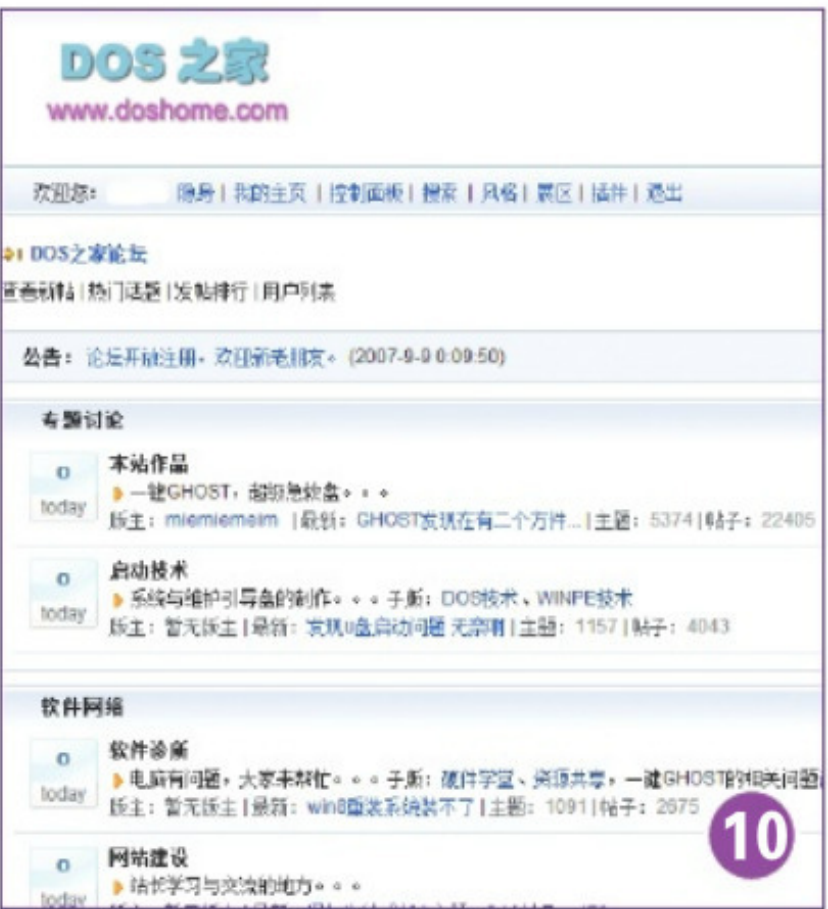 DOS 之家
www.doshome.com
欢迎您: 隐身 | 我的主页 | 控制面板 | 搜索 | 风格 | 展区 | 插件 | 退出
DOS之家论坛
查看新帖 | 热门话题 | 发帖排行 | 用户列表
公告: 论坛开放注册,欢迎新老朋友。 (2007-9-9 0:09:50)
专题讨论
0
today
本站作品
一键GHOST,超级急救盘。。。
版主: miemiemeim | 最新: GHOST发现在有二个方件... | 主题: 5374 | 帖子: 22405
0
today
启动技术
系统与维护引导盘的制作。。。子版: DOS技术、WINPE技术
版主: 暂无版主 | 最新: 发现u盘启动问题 无奈啊 | 主题: 1157 | 帖子: 4043
软件网络
0
today
软件诊所
电脑有问题,大家来帮忙。。。子版: 硬件学堂、资源共享,一键GHOST的相关问题
版主: 暂无版主 | 最新: win8重装系统装不了 | 主题: 1091 | 帖子: 2675
0
today
网站建设
站长学习与交流的地方。。。
10